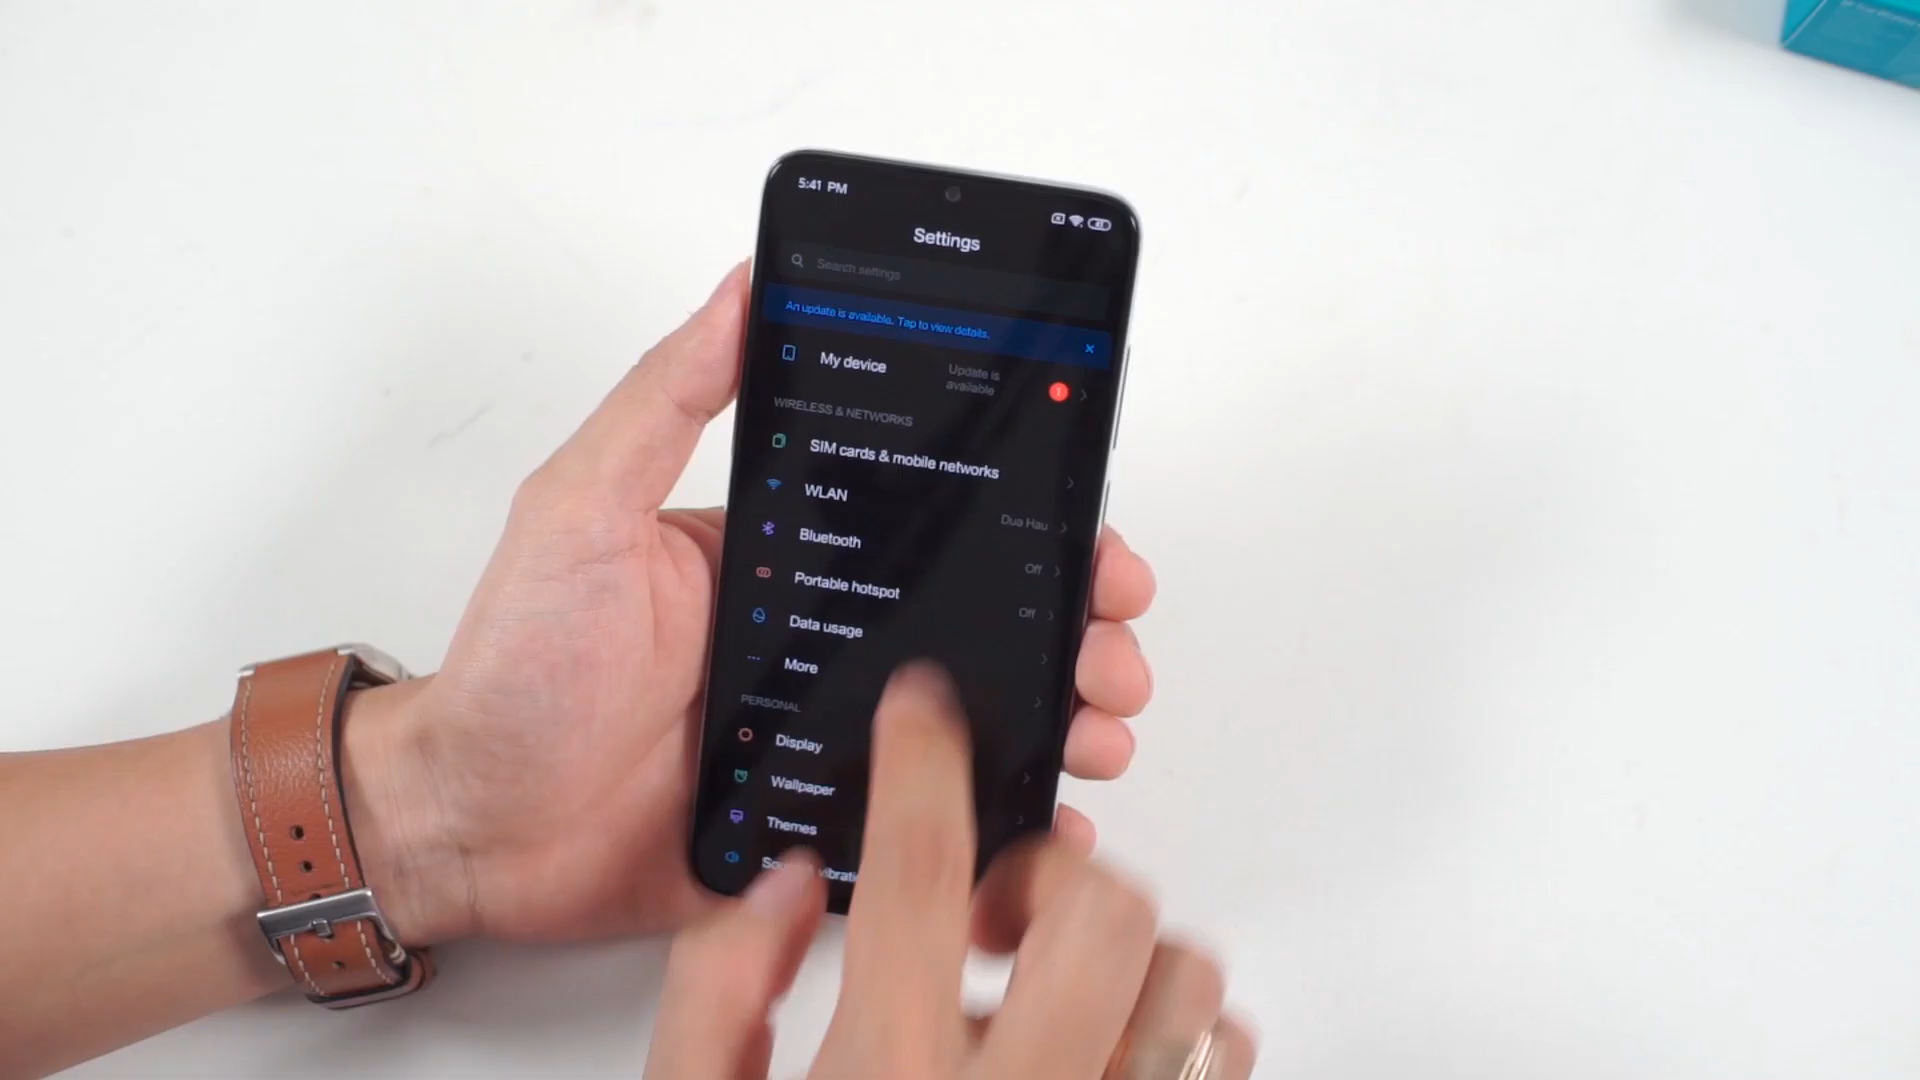 5:41 PM
Settings
Search settings
An update is available. Tap to view details.
My device
Update is
available
1
WIRELESS & NETWORKS
SIM cards & mobile networks
WLAN
Dua Hau
Bluetooth
Off
Portable hotspot
Off
Data usage
More
PERSONAL
Display
Wallpaper
Themes